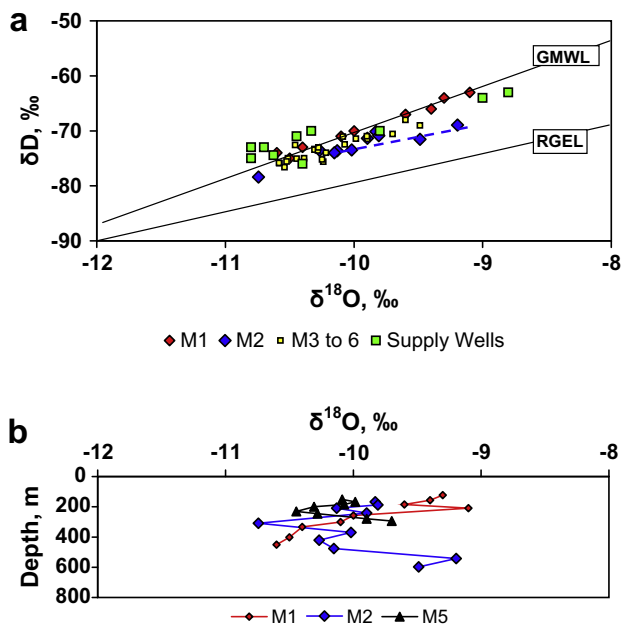 a
-50
-60
-70
-80
-90
δD, ‰
GMWL
RGEL
-12 -11 -10 -9 -8
δ18O, ‰
M1 M2 M3 to 6 Supply Wells
b
δ18O, ‰
-12 -11 -10 -9 -8
0
200
400
600
800
Depth, m
M1 M2 M5